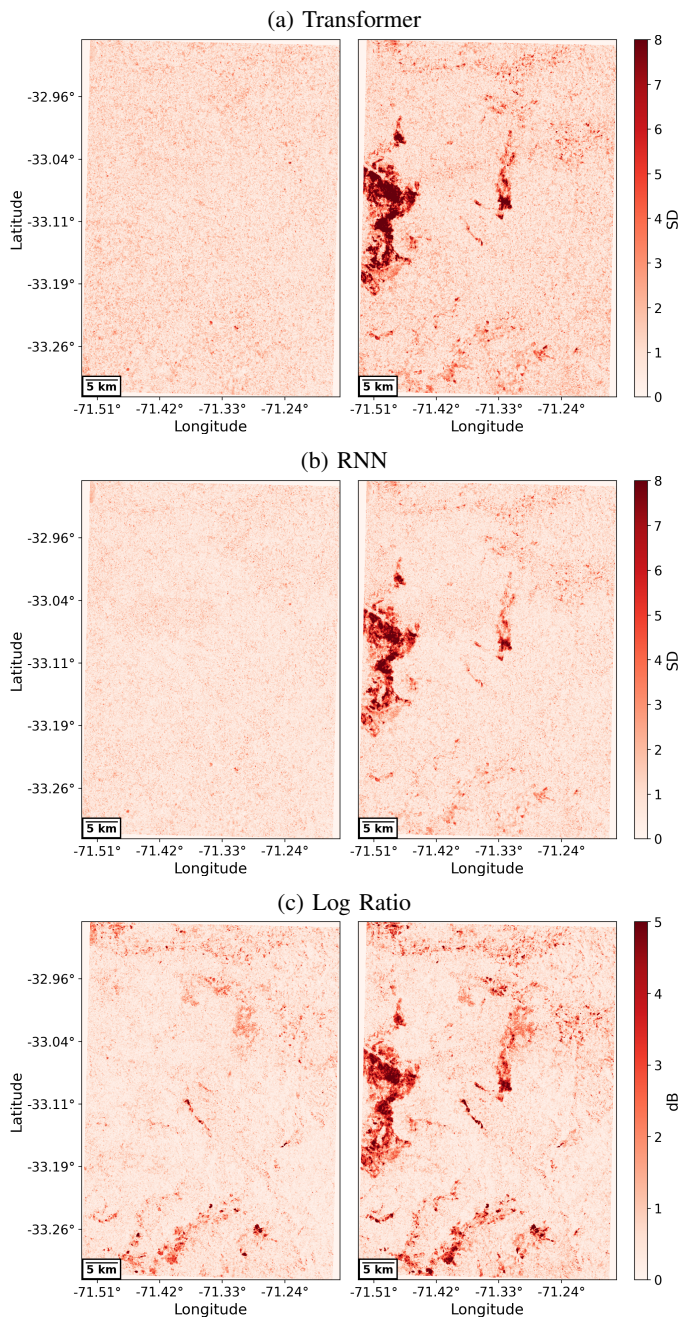 (a) Transformer
8
7
6
5
4
3
2
1
0
SD
-32.96°
-33.04°
-33.11°
-33.19°
-33.26°
Latitude
5 km
5 km
-71.51° -71.42° -71.33° -71.24°
-71.51° -71.42° -71.33° -71.24°
Longitude
Longitude
(b) RNN
8
7
6
5
4
3
2
1
0
SD
-32.96°
-33.04°
-33.11°
-33.19°
-33.26°
Latitude
5 km
5 km
-71.51° -71.42° -71.33° -71.24°
-71.51° -71.42° -71.33° -71.24°
Longitude
Longitude
(c) Log Ratio
5
4
3
2
1
0
dB
-32.96°
-33.04°
-33.11°
-33.19°
-33.26°
Latitude
5 km
5 km
-71.51° -71.42° -71.33° -71.24°
-71.51° -71.42° -71.33° -71.24°
Longitude
Longitude